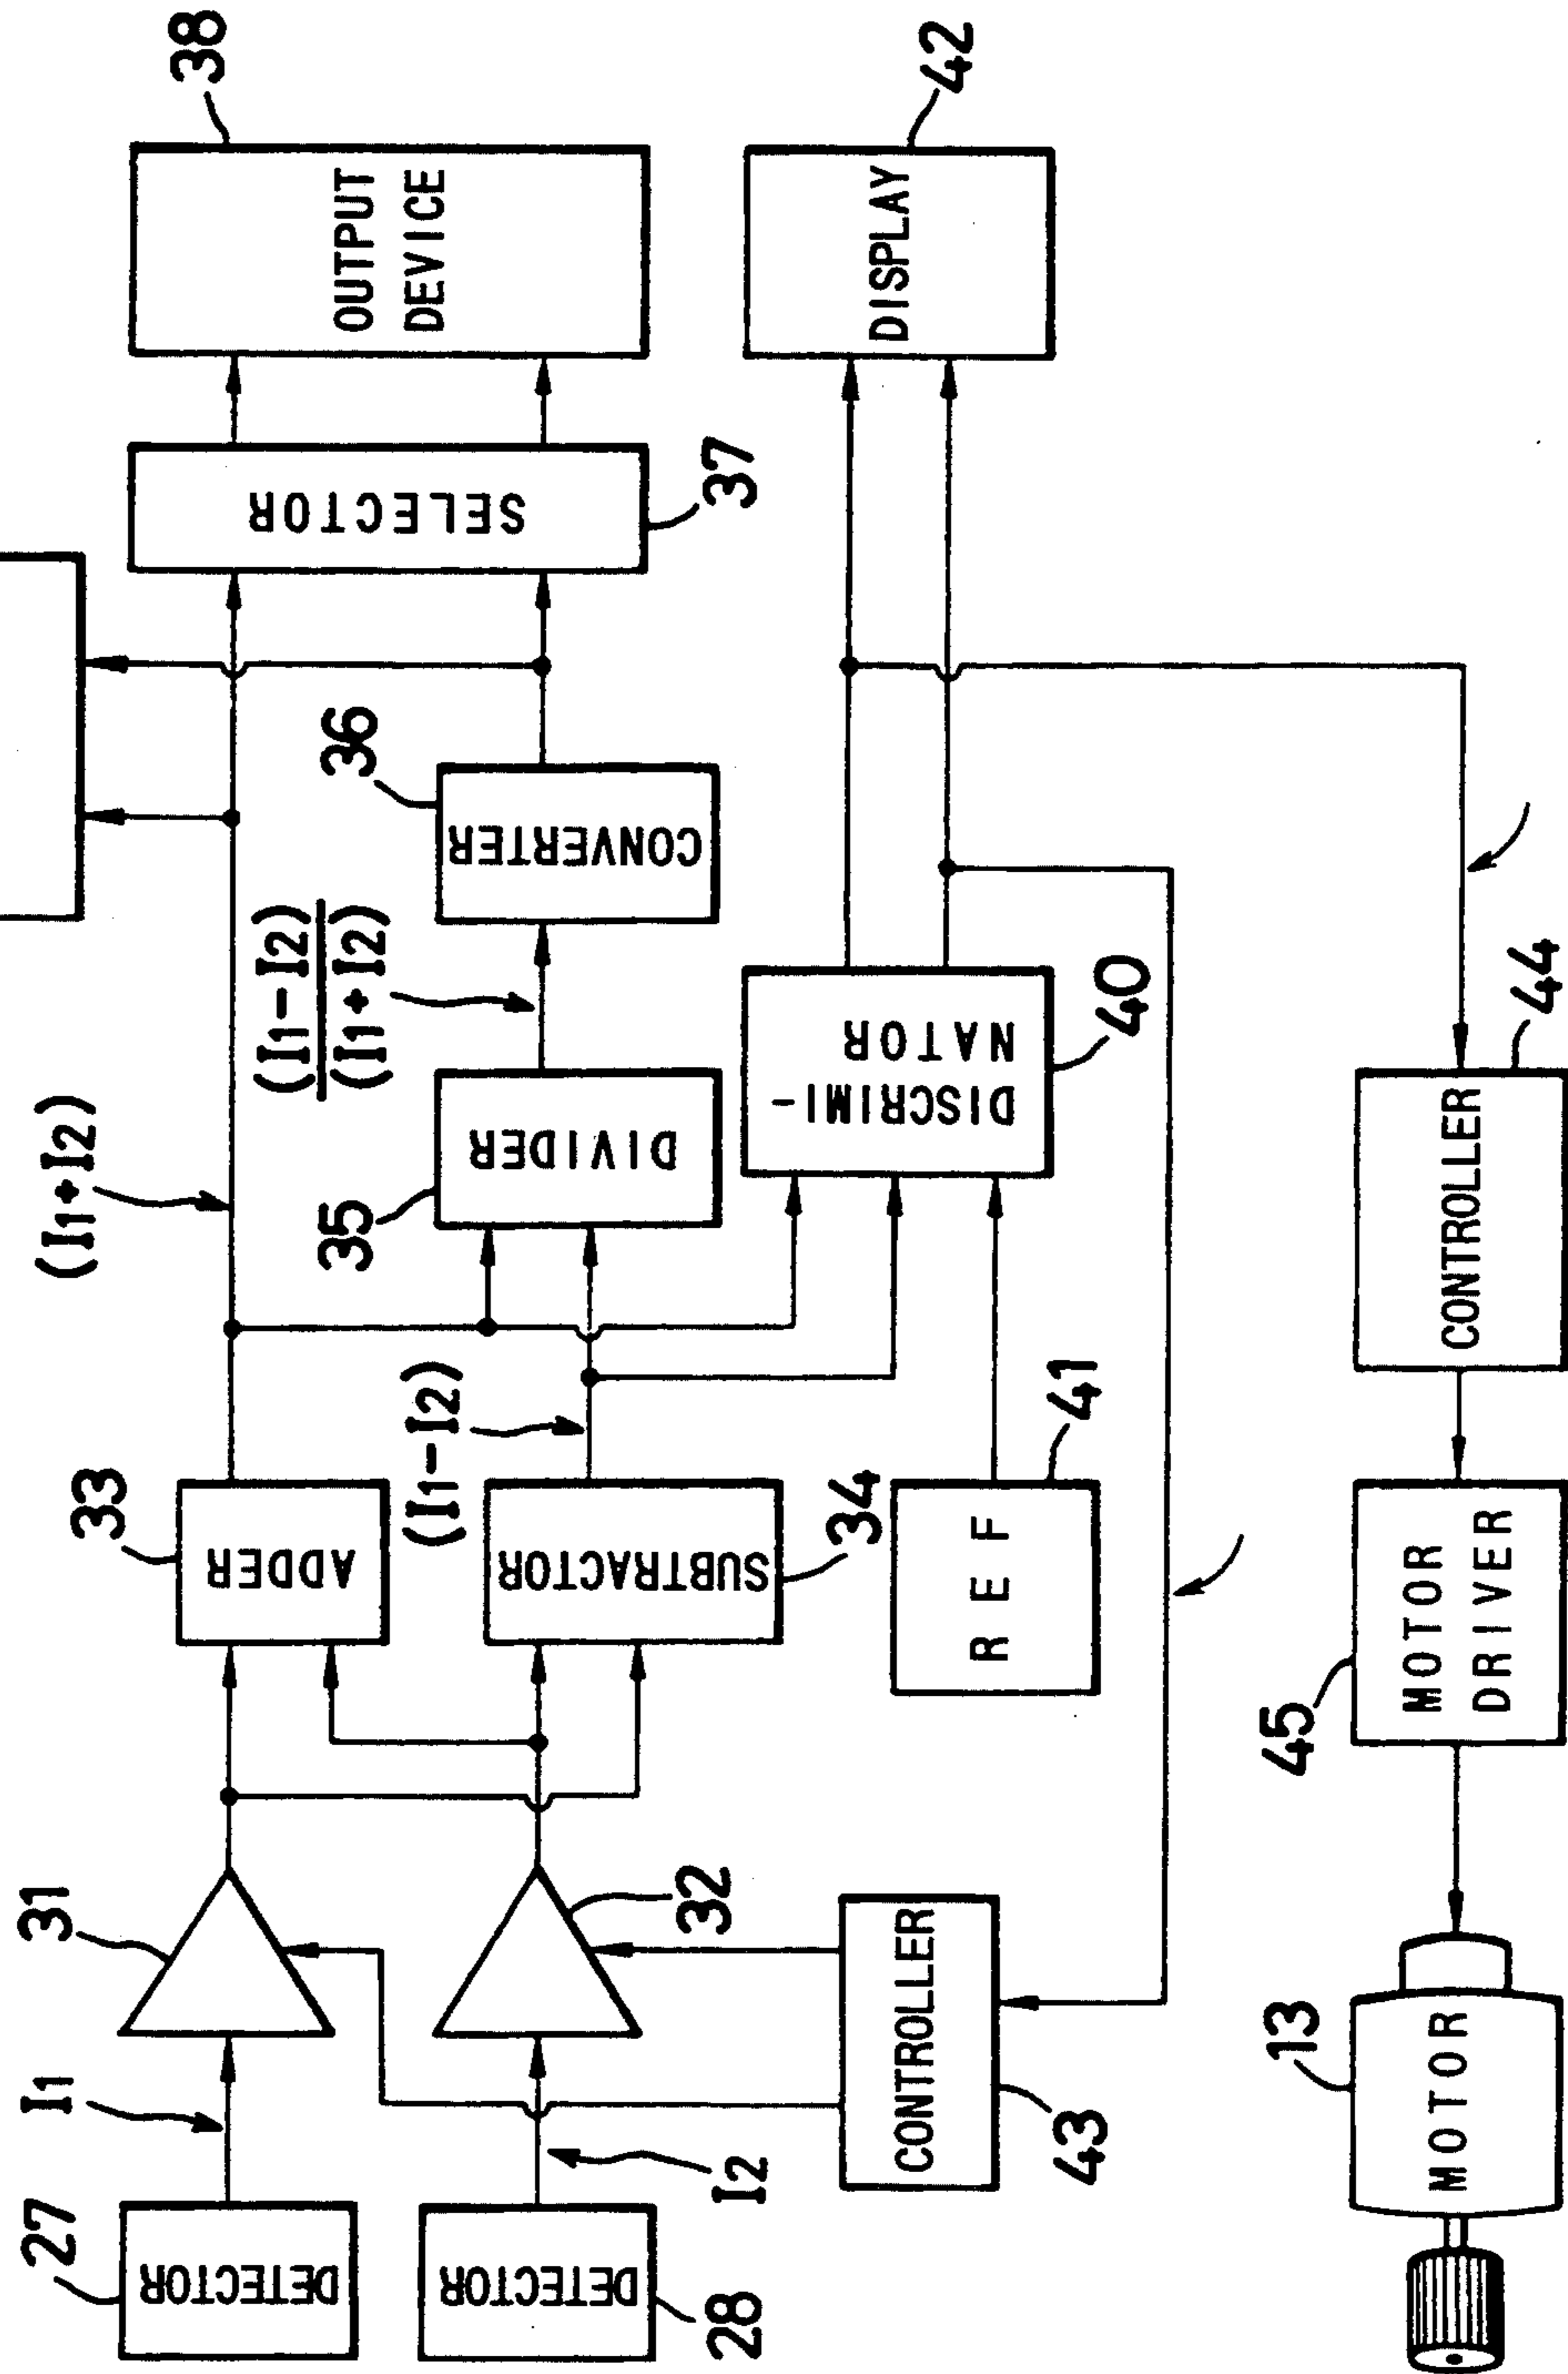 38
OUTPUT
DEVICE
42
DISPLAY
SELECTOR
37
36
CONVERTER
(I1-I2)
(I1+I2)
(I1+I2)
35
DIVIDER
DISCRIMI-
NATOR
40
CONTROLLER
44
33
ADDER
(I1-I2)
SUBTRACTOR
34
REF
41
MOTOR
DRIVER
45
31
32
I1
I2
CONTROLLER
43
MOTOR
13
27
DETECTOR
DETECTOR
28